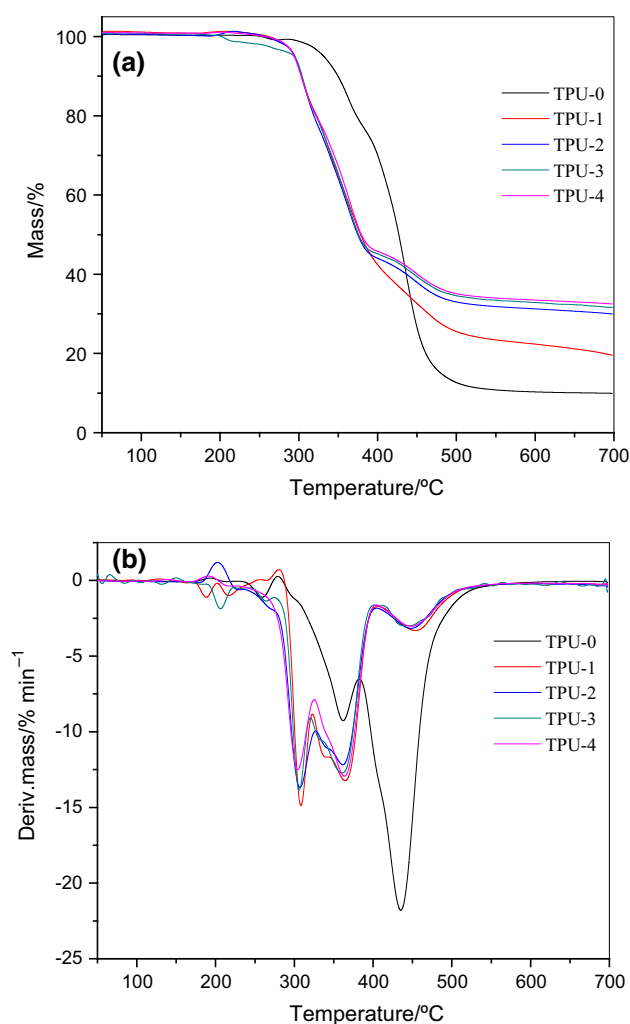 (a)
100
80
60
40
20
0
Mass/%
TPU-0
TPU-1
TPU-2
TPU-3
TPU-4
100 200 300 400 500 600 700
Temperature/ºC
(b)
0
-5
-10
-15
-20
-25
Deriv.mass/% min⁻¹
TPU-0
TPU-1
TPU-2
TPU-3
TPU-4
100 200 300 400 500 600 700
Temperature/ºC